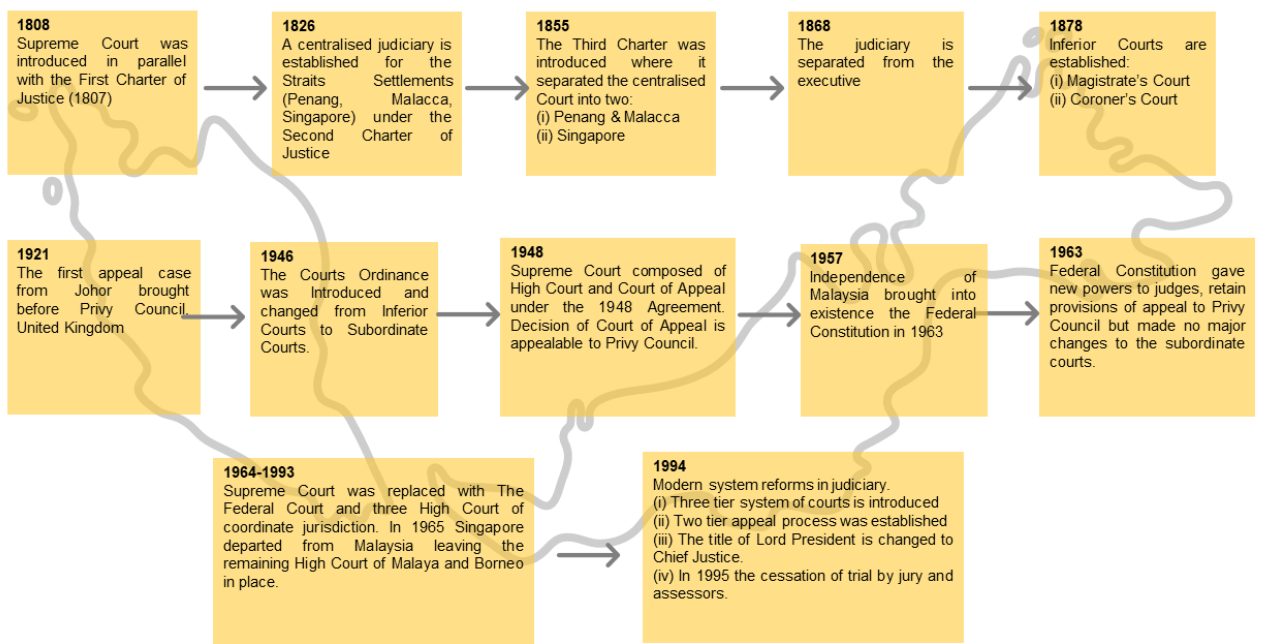 1808
Supreme Court was
introduced in parallel
with the First Charter of
Justice (1807)
1826
A centralised judiciary is
established for the
Straits Settlements
(Penang, Malacca,
Singapore) under the
Second Charter of
Justice
1855
The Third Charter was
introduced where it
separated the centralised
Court into two:
(i) Penang & Malacca
(ii) Singapore
1868
The judiciary is
separated from the
executive
1878
Inferior Courts are
established:
(i) Magistrate's Court
(ii) Coroner's Court
1921
The first appeal case
from Johor brought
before Privy Council,
United Kingdom
1946
The Courts Ordinance
was Introduced and
changed from Inferior
Courts to Subordinate
Courts.
1948
Supreme Court composed of
High Court and Court of Appeal
under the 1948 Agreement.
Decision of Court of Appeal is
appealable to Privy Council.
1957
Independence of
Malaysia brought into
existence the Federal
Constitution in 1963
1963
Federal Constitution gave
new powers to judges, retain
provisions of appeal to Privy
Council but made no major
changes to the subordinate
courts.
1964-1993
Supreme Court was replaced with The
Federal Court and three High Court of
coordinate jurisdiction. In 1965 Singapore
departed from Malaysia leaving the
remaining High Court of Malaya and Borneo
in place.
1994
Modern system reforms in judiciary.
(i) Three tier system of courts is introduced
(ii) Two tier appeal process was established
(iii) The title of Lord President is changed to
Chief Justice.
(iv) In 1995 the cessation of trial by jury and
assessors.